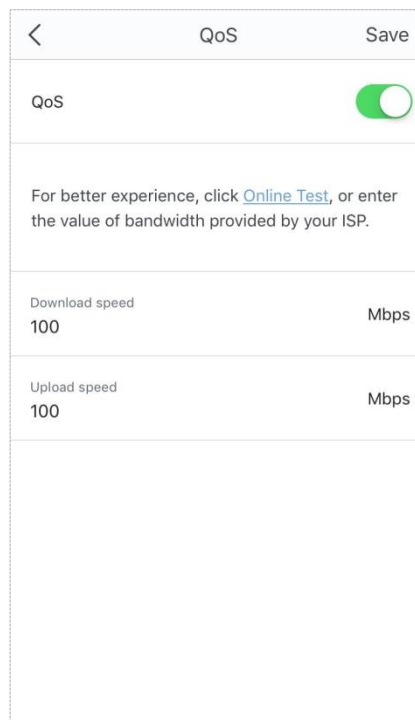 QoS Save
QoS
For better experience, click Online Test, or enter
the value of bandwidth provided by your ISP.
Download speed
100 Mbps
Upload speed
100 Mbps